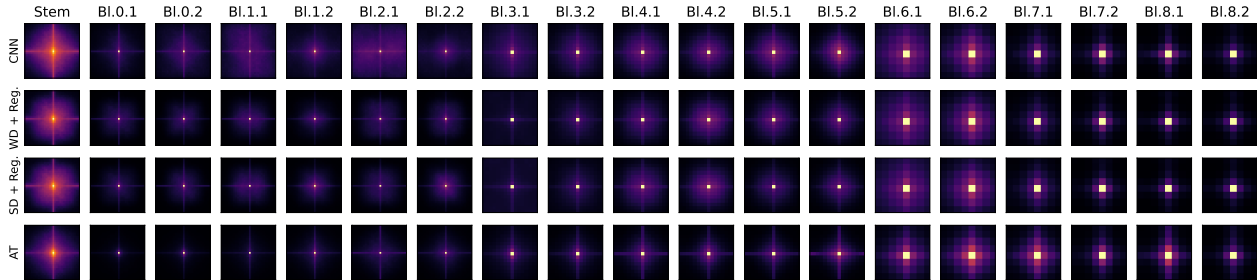 Stem Bl.0.1 Bl.0.2 Bl.1.1 Bl.1.2 Bl.2.1 Bl.2.2 Bl.3.1 Bl.3.2 Bl.4.1 Bl.4.2 Bl.5.1 Bl.5.2 Bl.6.1 Bl.6.2 Bl.7.1 Bl.7.2 Bl.8.1 Bl.8.2
CNN
WD + Reg.
SD + Reg.
AT